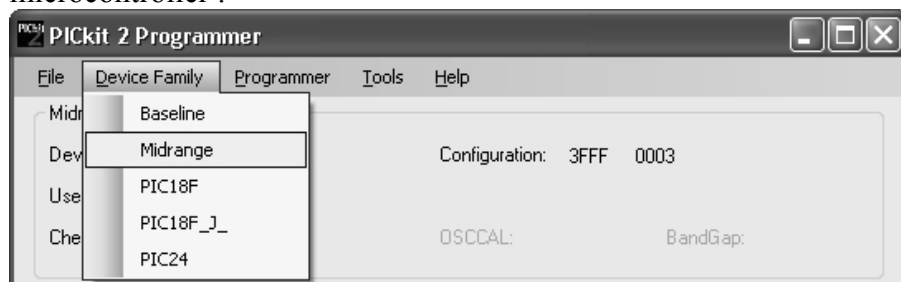 PICkit 2 Programmer
File Device Family Programmer Tools Help
Baseline
Midrange
Configuration: 3FFF 0003
PIC18F
PIC18F_J_
OSCCAL: BandGap:
PIC24